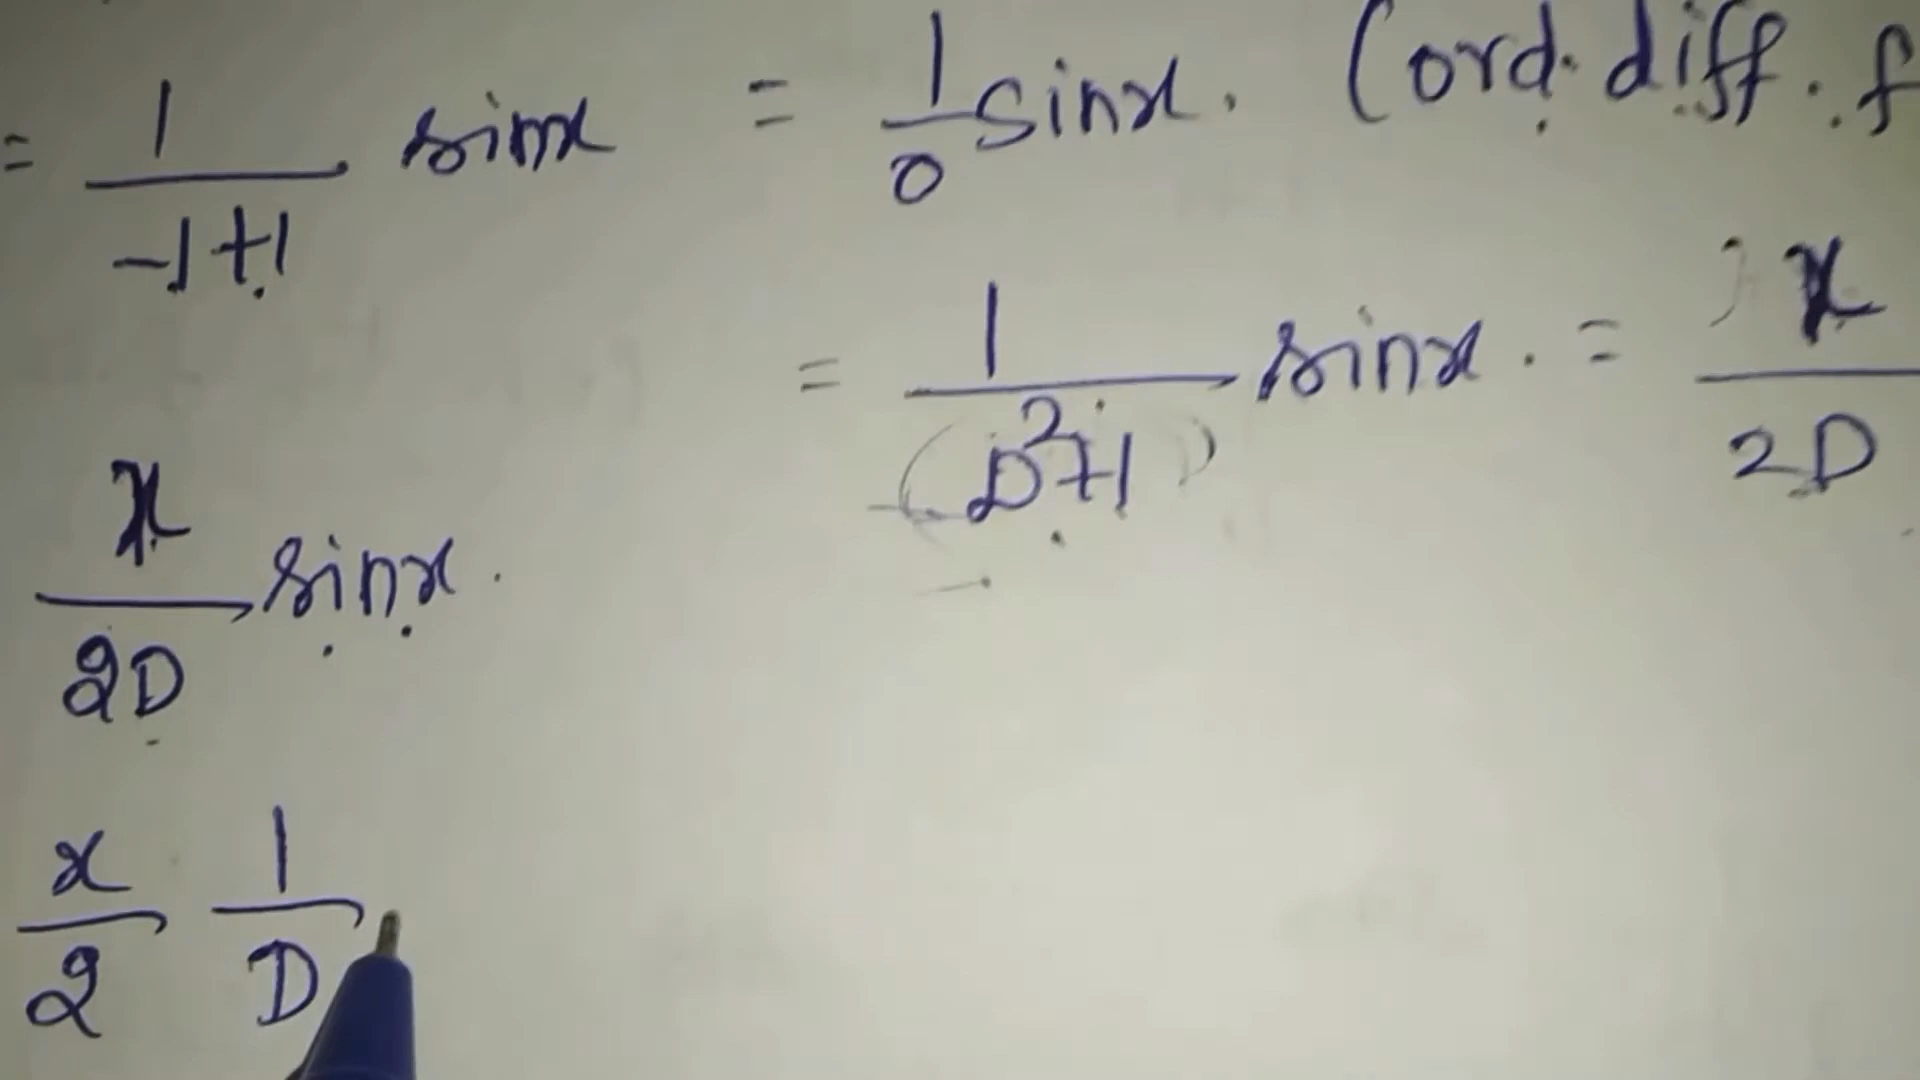 = 1/(-1+1) sinx = 1/0 sinx. (ord. diff. f
= 1/(D²+1) sinx. = x/2D
x/2D sinx.
x/2 1/D